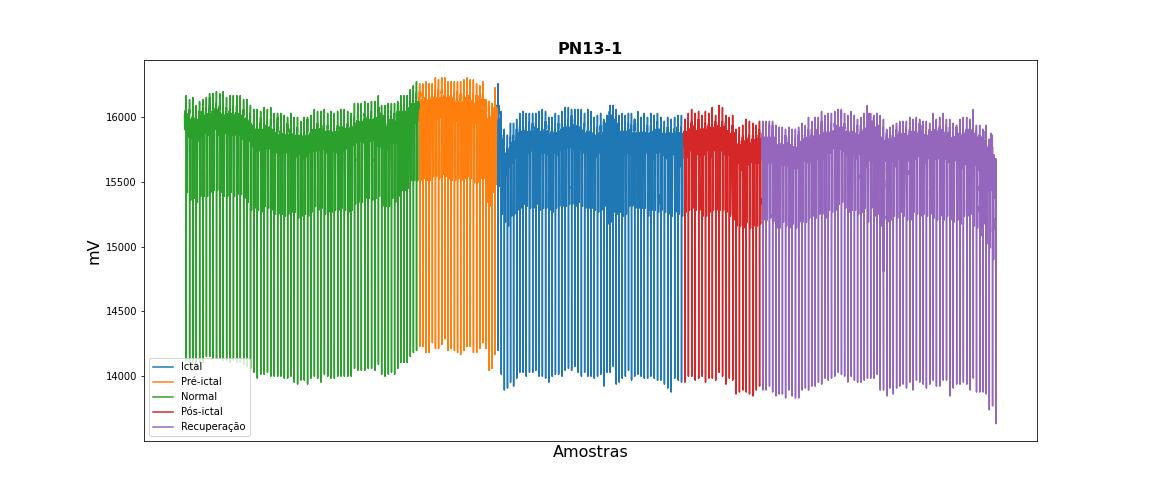 PN13-1
mV
16000
15500
15000
14500
14000
Ictal
Pré-ictal
Normal
Pós-ictal
Recuperação
Amostras